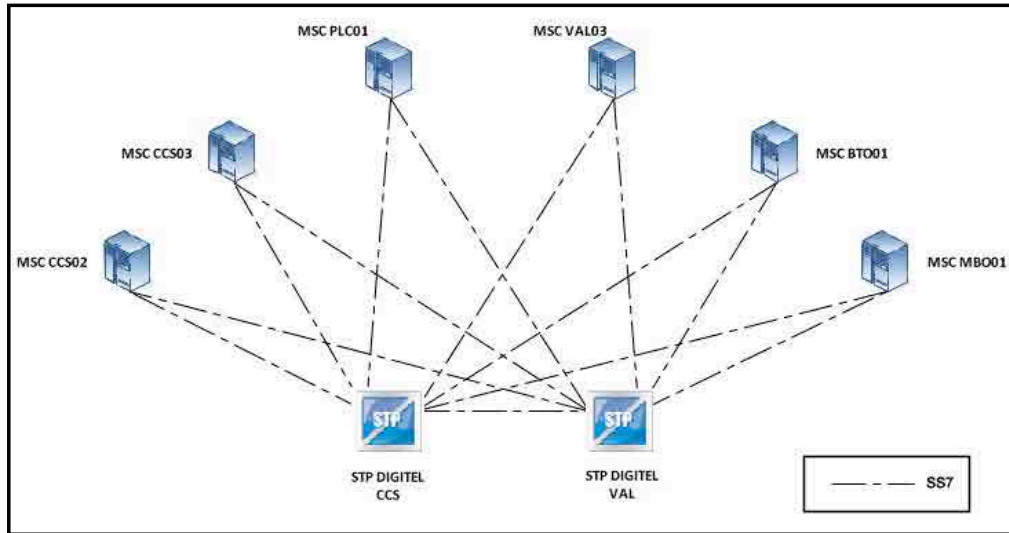 MSC PLC01
MSC VAL03
MSC CCS03
MSC BTO01
MSC CCS02
MSC MBO01
STP
STP
STP DIGITEL
CCS
STP DIGITEL
VAL
SS7